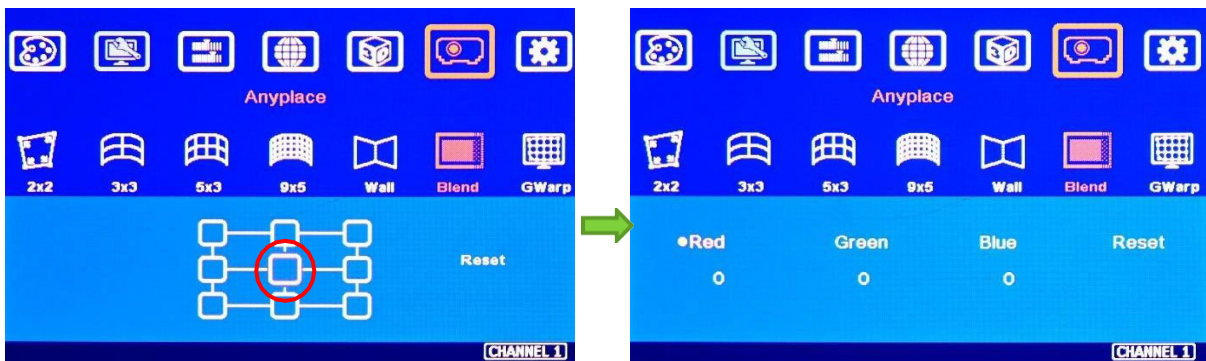 Anyplace
2x2 3x3 5x3 9x5 Wall Blend GWarp
Reset
CHANNEL 1
3D
Anyplace
2x2 3x3 5x3 9x5 Wall Blend GWarp
•Red Green Blue Reset
0 0 0
CHANNEL 1